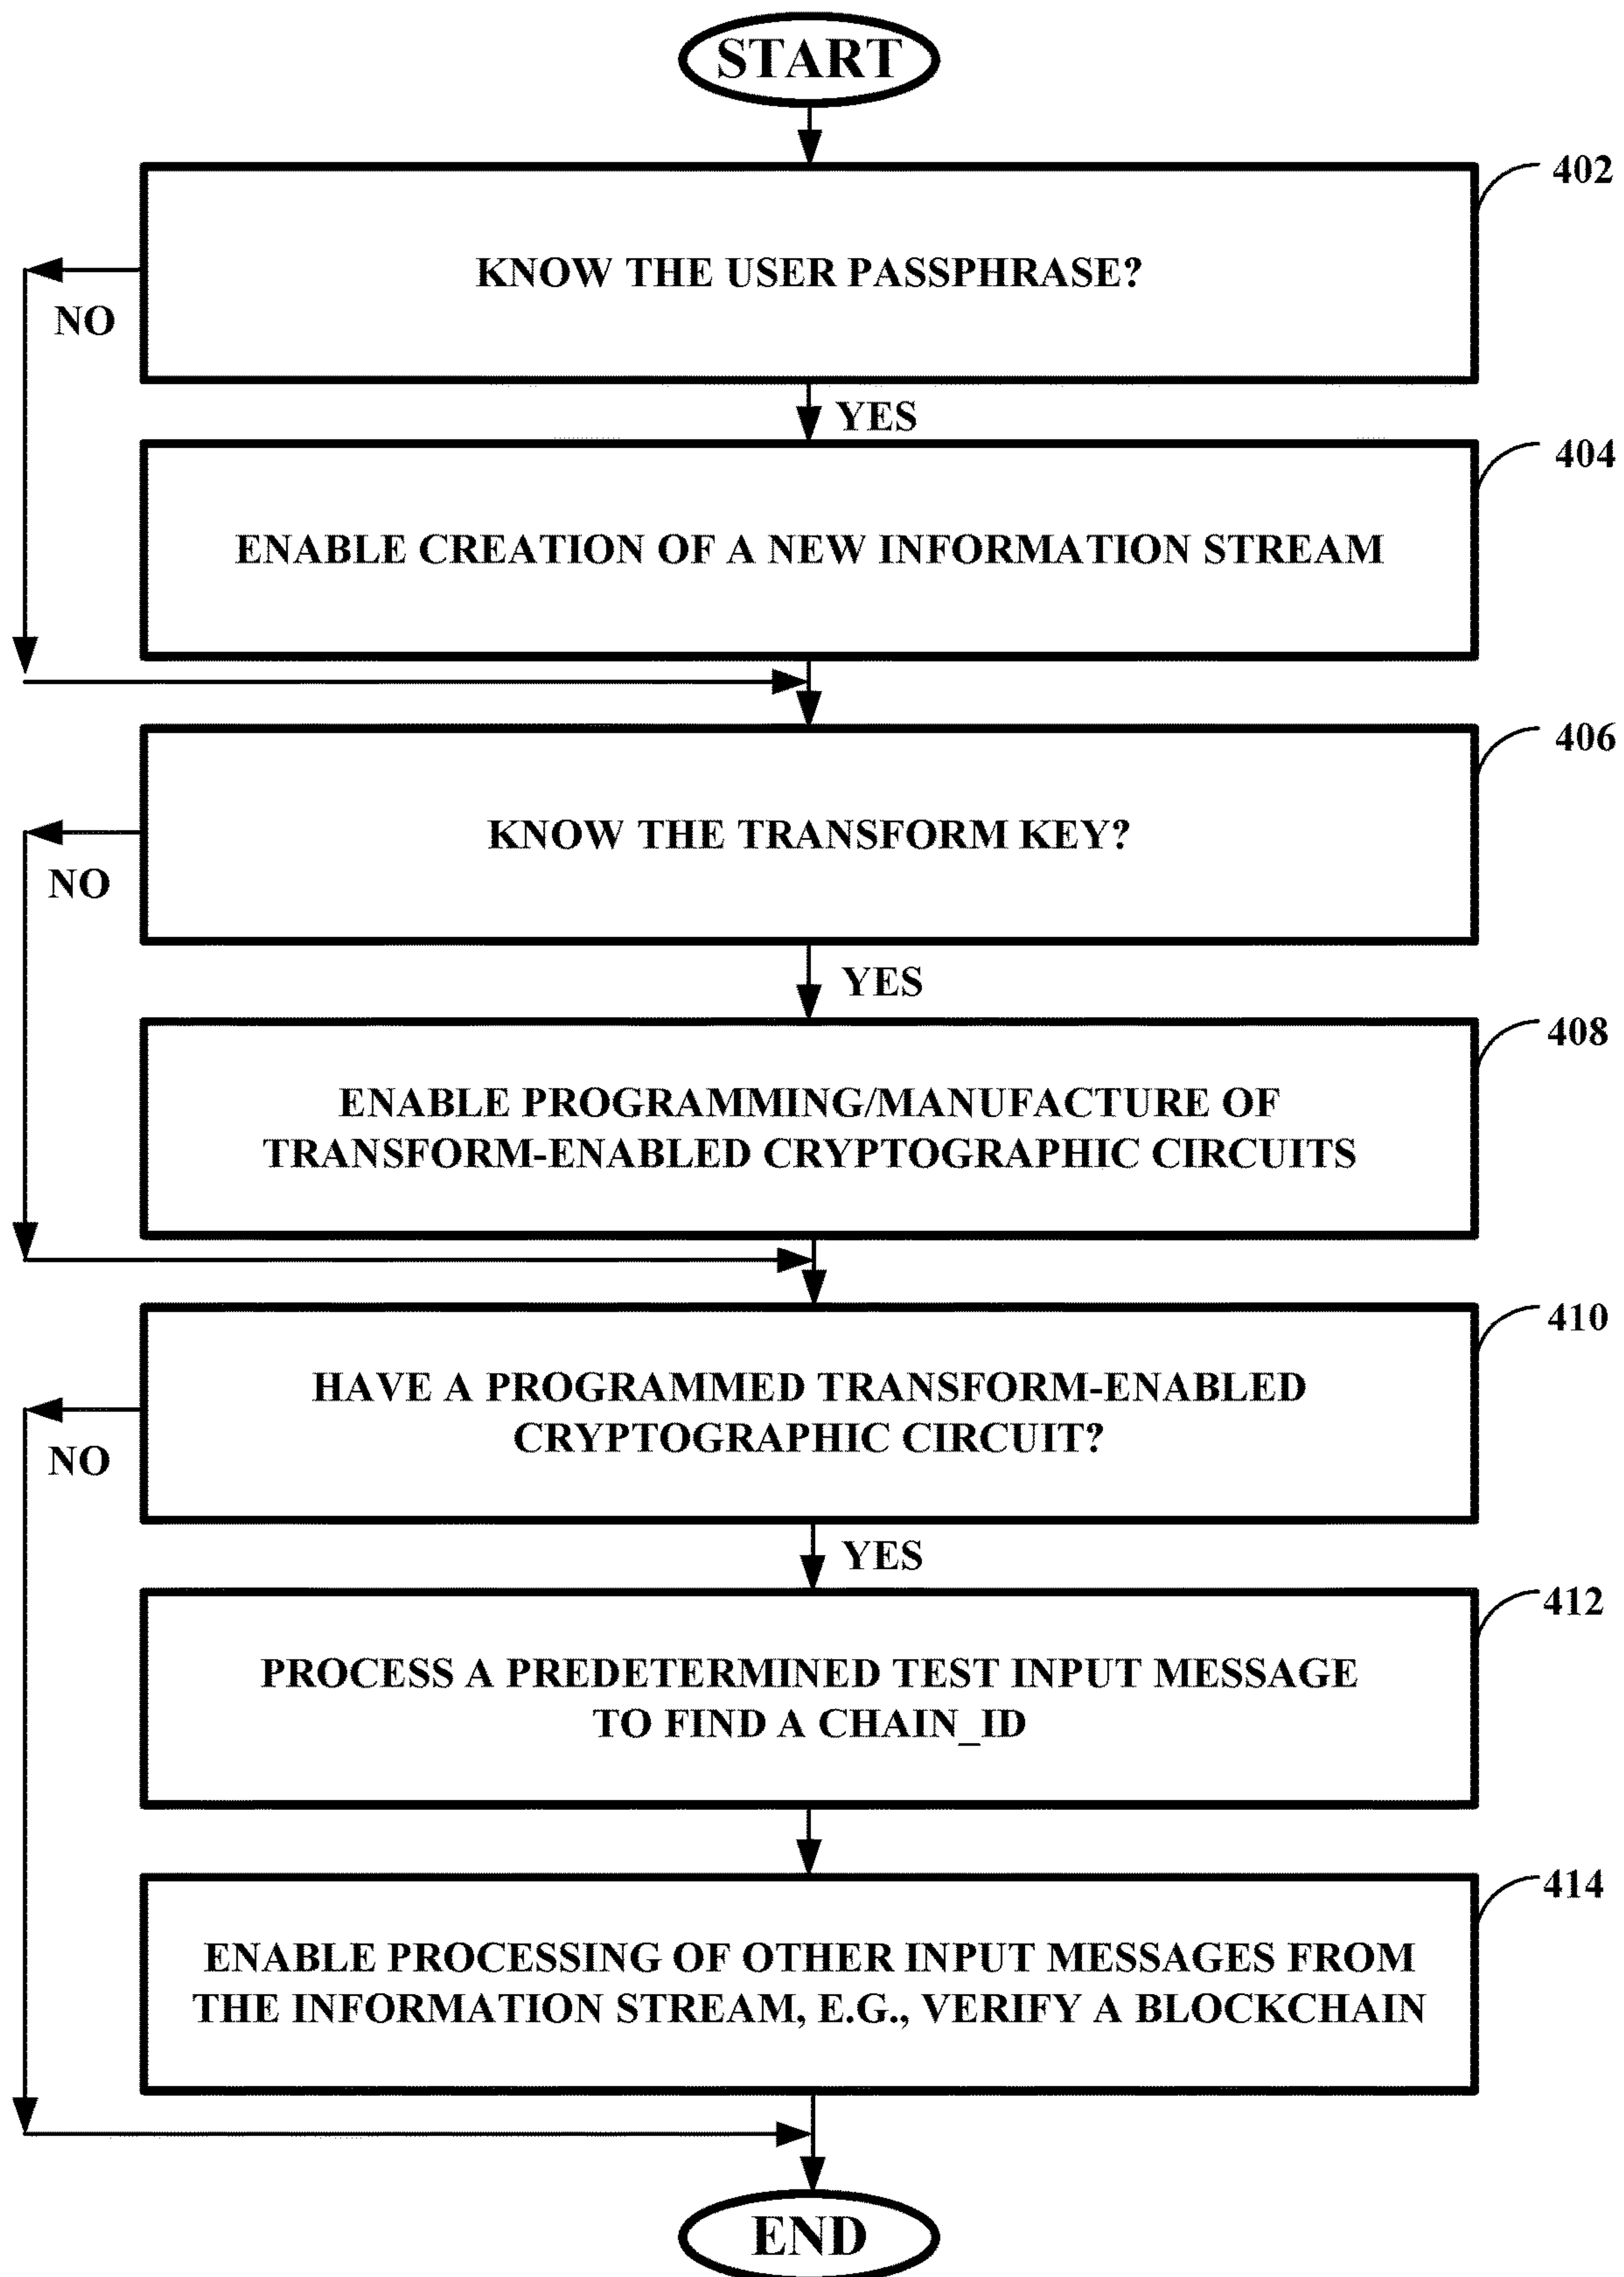 START
402
KNOW THE USER PASSPHRASE?
NO
YES
404
ENABLE CREATION OF A NEW INFORMATION STREAM
406
KNOW THE TRANSFORM KEY?
NO
YES
408
ENABLE PROGRAMMING/MANUFACTURE OF
TRANSFORM-ENABLED CRYPTOGRAPHIC CIRCUITS
410
HAVE A PROGRAMMED TRANSFORM-ENABLED
CRYPTOGRAPHIC CIRCUIT?
NO
YES
412
PROCESS A PREDETERMINED TEST INPUT MESSAGE
TO FIND A CHAIN_ID
414
ENABLE PROCESSING OF OTHER INPUT MESSAGES FROM
THE INFORMATION STREAM, E.G., VERIFY A BLOCKCHAIN
END